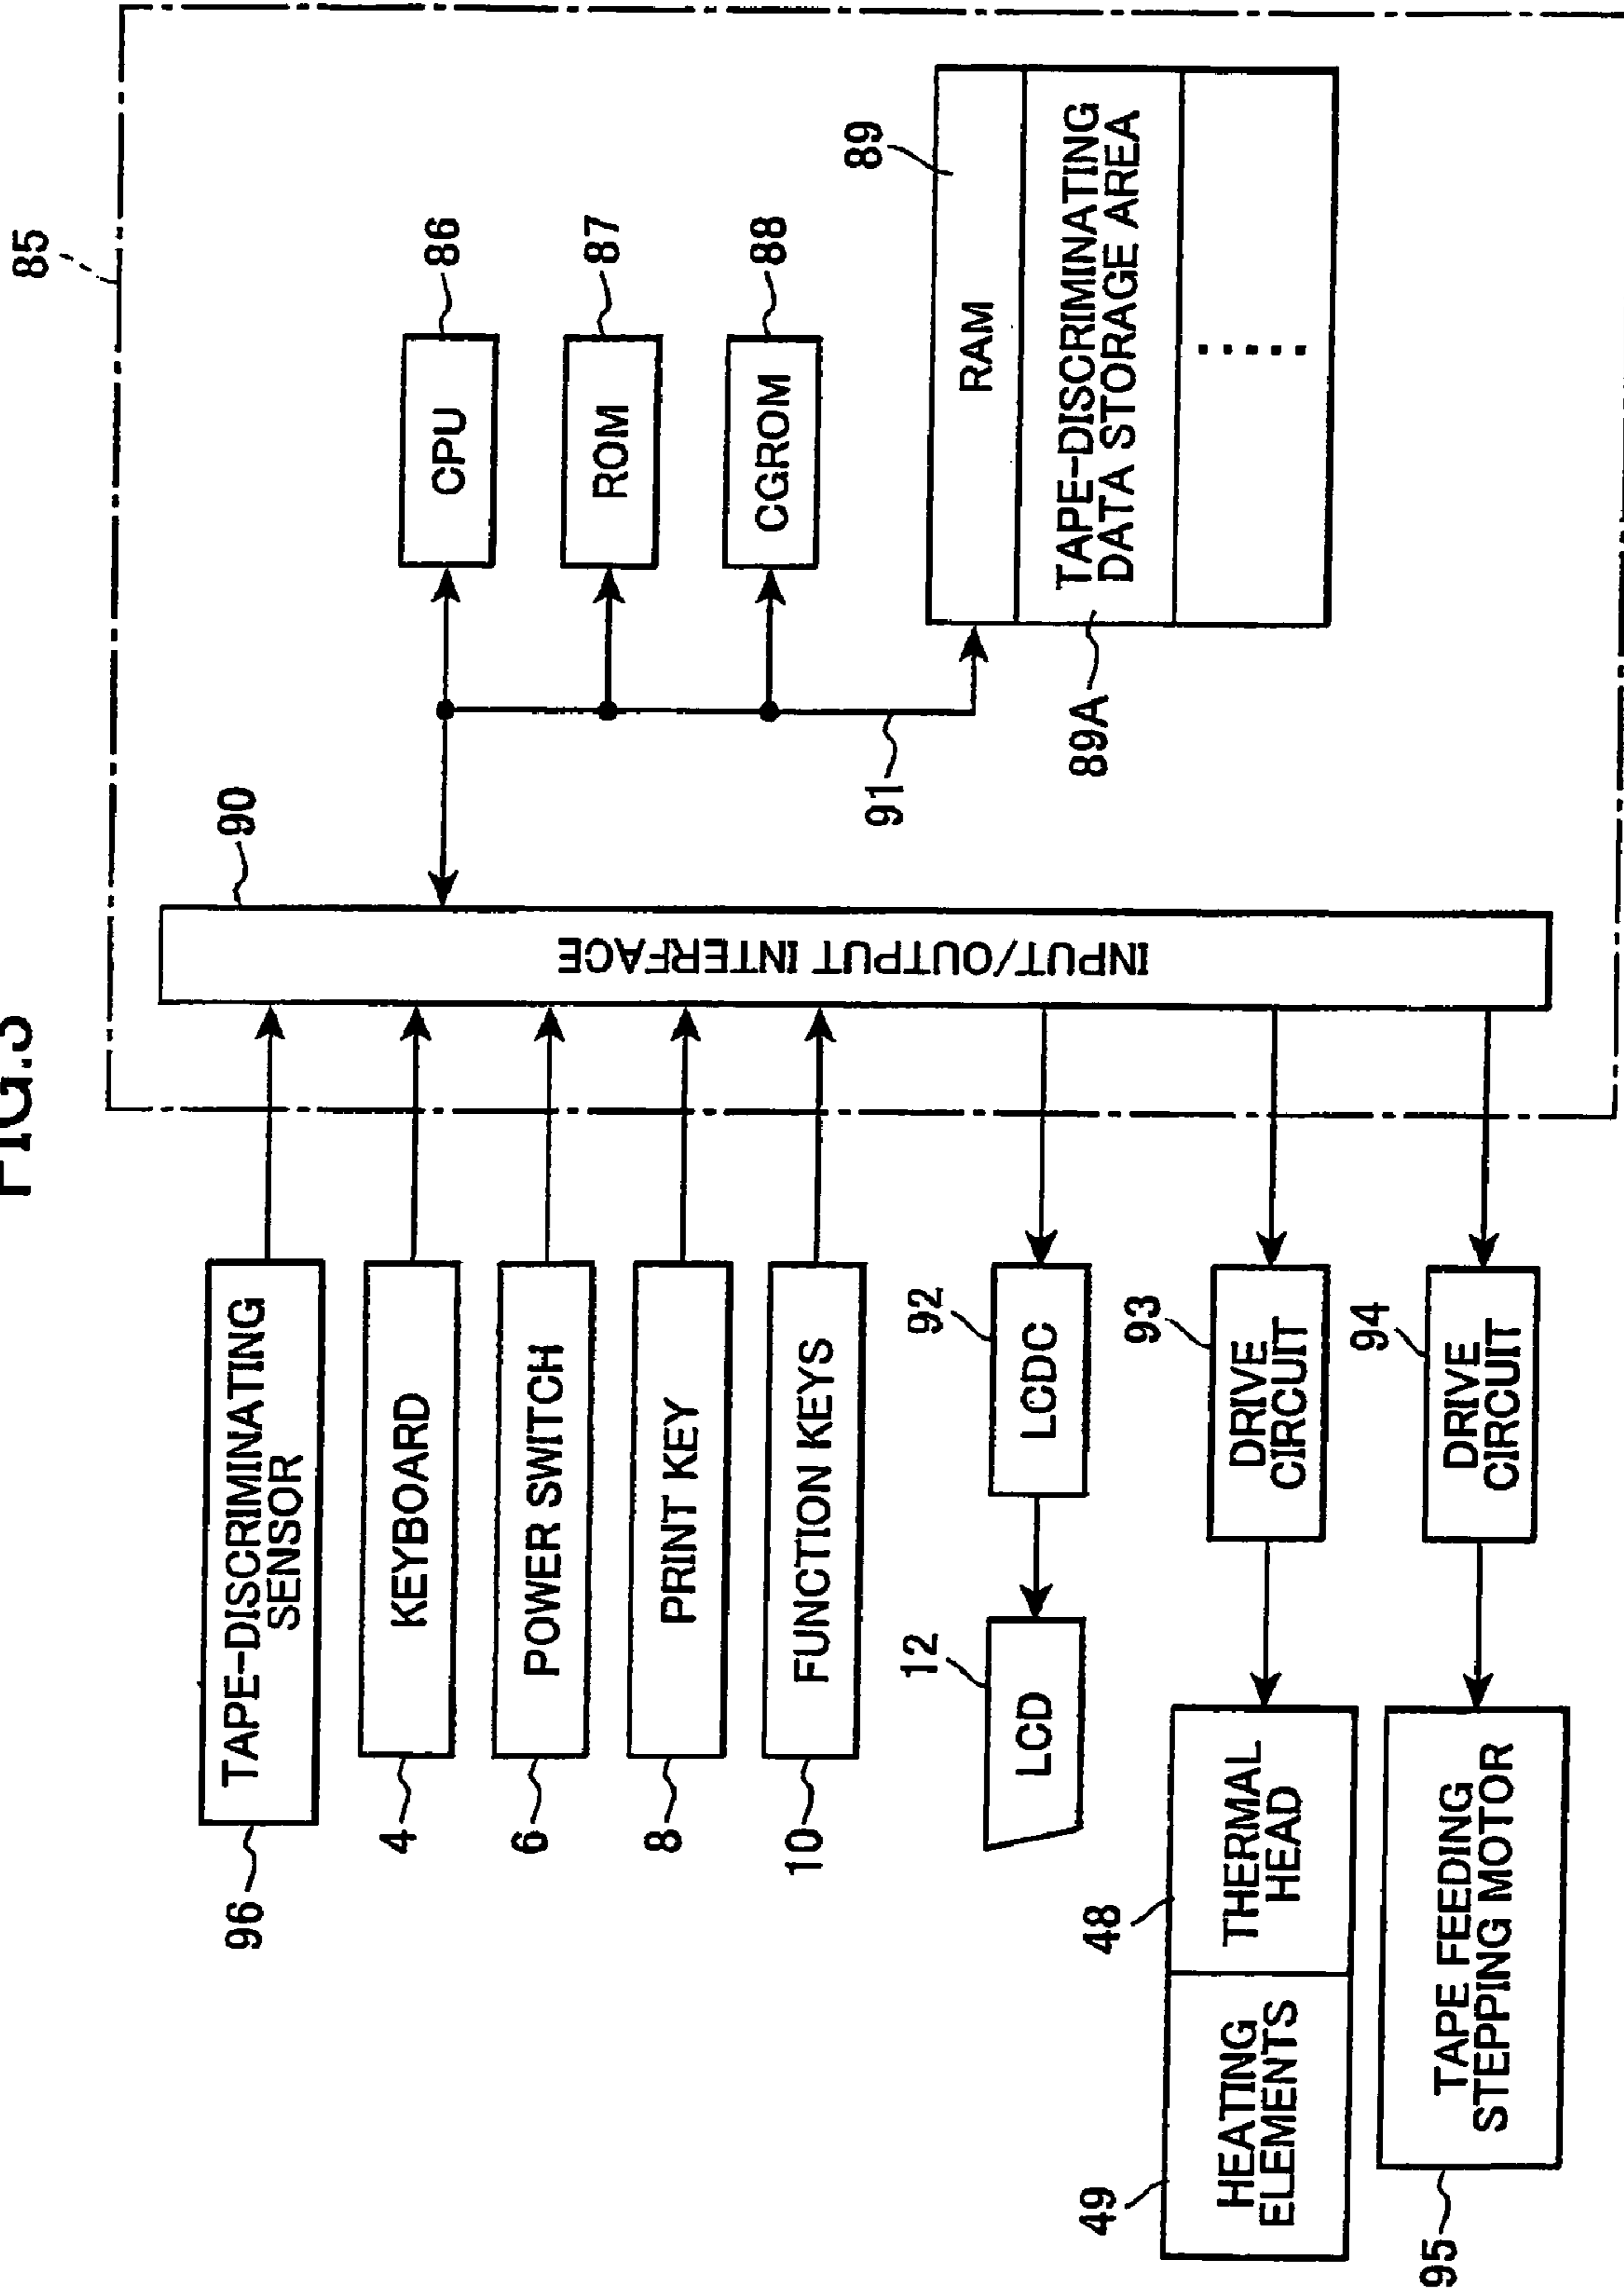 85
96
TAPE-DISCRIMINATING
SENSOR
4
KEYBOARD
6
POWER SWITCH
8
PRINT KEY
10
FUNCTION KEYS
90
INPUT/OUTPUT INTERFACE
CPU
86
ROM
87
CGROM
88
91
89
RAM
89A
TAPE-DISCRIMINATING
DATA STORAGE AREA
.....
12
LCD
92
LCDC
49
HEATING
ELEMENTS
48
THERMAL
HEAD
93
DRIVE
CIRCUIT
95
TAPE FEEDING
STEPPING MOTOR
94
DRIVE
CIRCUIT